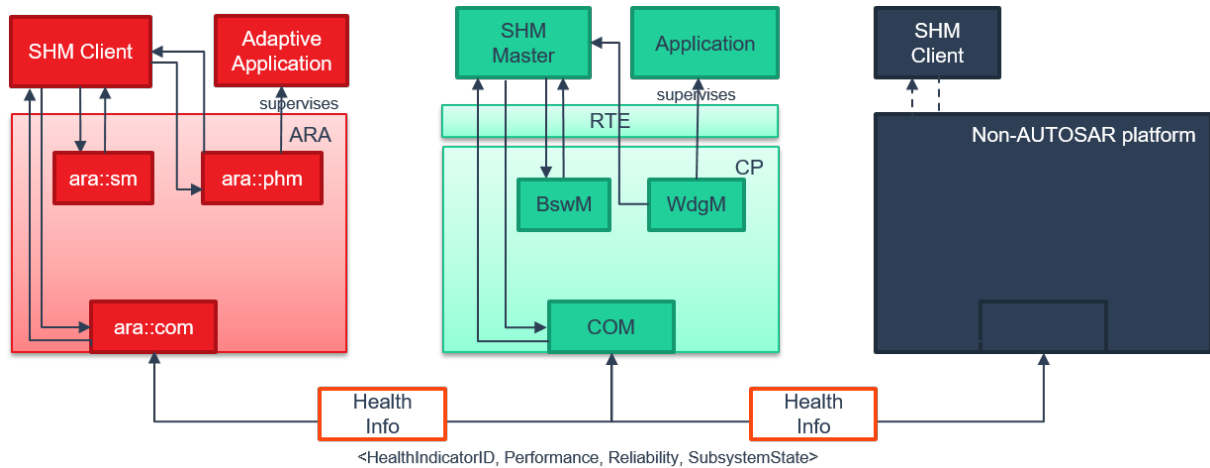 SHM Client
Adaptive
Application
supervises
ARA
ara::sm
ara::phm
ara::com
SHM
Master
Application
supervises
RTE
CP
BswM
WdgM
COM
SHM
Client
Non-AUTOSAR platform
Health
Info
Health
Info
<HealthIndicatorID, Performance, Reliability, SubsystemState>